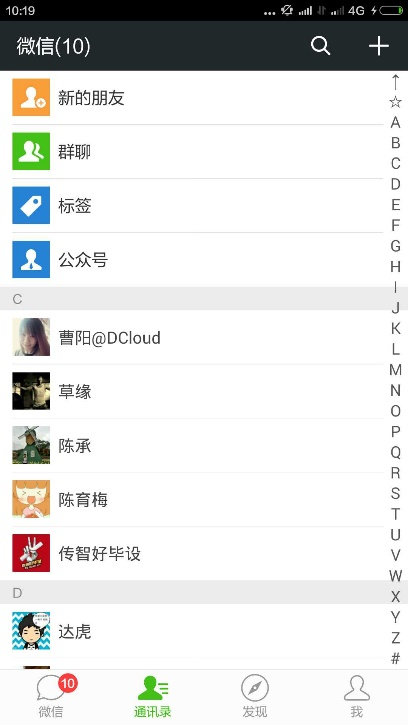 10:19
4G
微信(10)
新的朋友
群聊
标签
公众号
C
曹阳@DCloud
草缘
陈承
陈育梅
传智好毕设
D
达虎
↑
☆
A
B
C
D
E
F
G
H
I
J
K
L
M
N
O
P
Q
R
S
T
U
V
W
X
Y
Z
#
10
微信
通讯录
发现
我